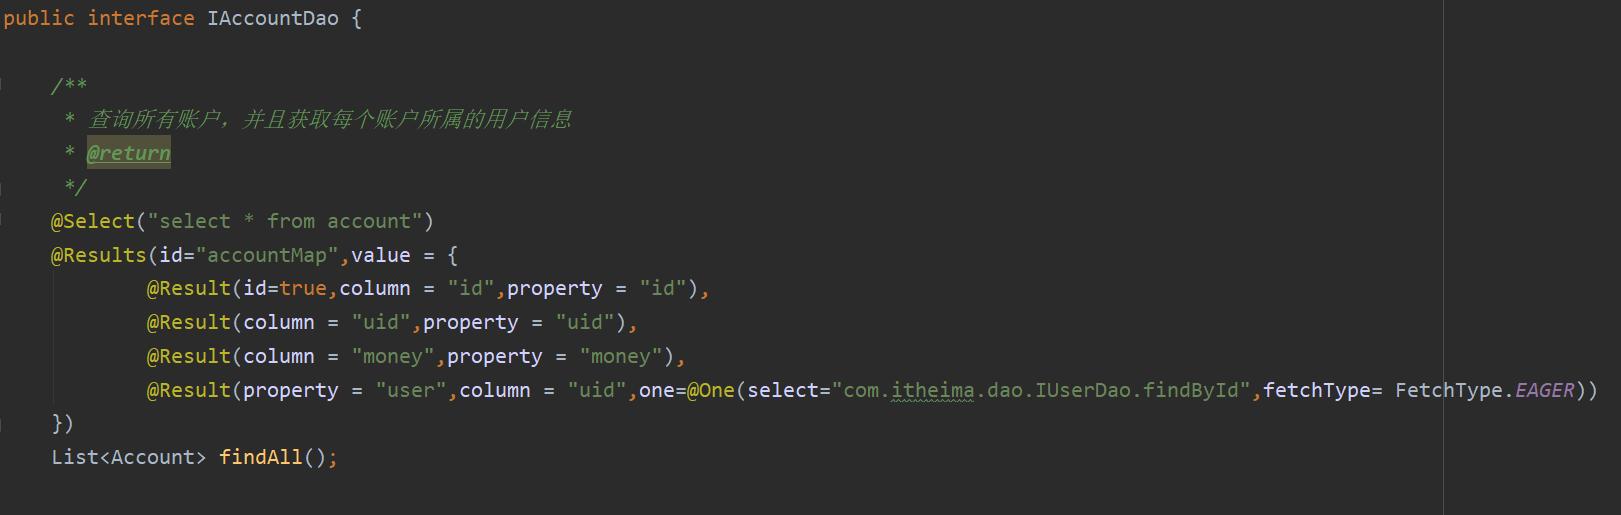 public interface IAccountDao {
/**
* 查询所有账户，并且获取每个账户所属的用户信息
* @return
*/
@Select("select * from account")
@Results(id="accountMap",value = {
@Result(id=true,column = "id",property = "id"),
@Result(column = "uid",property = "uid"),
@Result(column = "money",property = "money"),
@Result(property = "user",column = "uid",one=@One(select="com.itheima.dao.IUserDao.findById",fetchType= FetchType.EAGER))
})
List<Account> findAll();